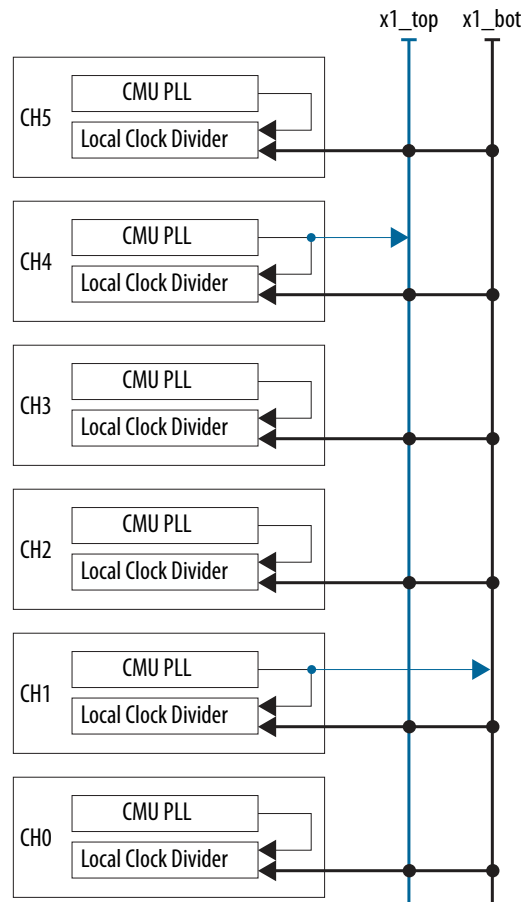 x1_top x1_bot
CMU PLL
CH5
Local Clock Divider
CMU PLL
CH4
Local Clock Divider
CMU PLL
CH3
Local Clock Divider
CMU PLL
CH2
Local Clock Divider
CMU PLL
CH1
Local Clock Divider
CMU PLL
CH0
Local Clock Divider